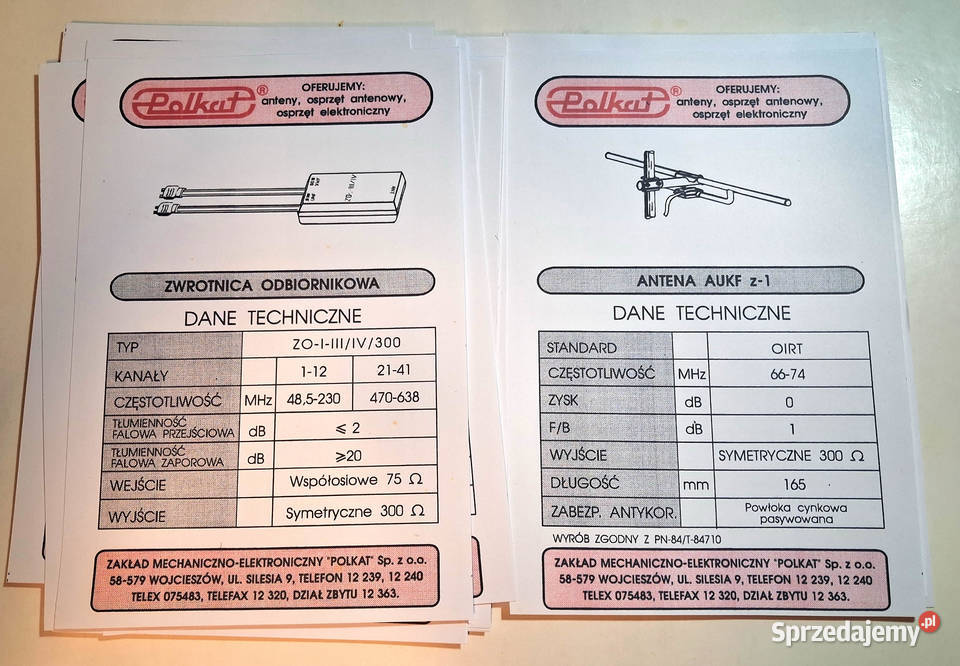 Polkat ®
OFERUJEMY:
anteny, osprzęt antenowy,
osprzęt elektroniczny
ZO-I-III/IV
ZWROTNICA ODBIORNIKOWA
DANE TECHNICZNE
TYP ZO-I-III/IV/300
KANAŁY 1-12 21-41
CZĘSTOTLIWOŚĆ MHz 48,5-230 470-638
TŁUMIENNOŚĆ
FALOWA PRZEJŚCIOWA dB ≤ 2
TŁUMIENNOŚĆ
FALOWA ZAPOROWA dB ≥20
WEJŚCIE Współosiowe 75 Ω
WYJŚCIE Symetryczne 300 Ω
ZAKŁAD MECHANICZNO-ELEKTRONICZNY "POLKAT" Sp. z o.o.
58-579 WOJCIESZÓW, UL. SILESIA 9, TELEFON 12 239, 12 240
TELEX 075483, TELEFAX 12 320, DZIAŁ ZBYTU 12 363.
Polkat ®
OFERUJEMY:
anteny, osprzęt antenowy,
osprzęt elektroniczny
ANTENA AUKF z-1
DANE TECHNICZNE
STANDARD OIRT
CZĘSTOTLIWOŚĆ MHz 66-74
ZYSK dB 0
F/B dB 1
WYJŚCIE SYMETRYCZNE 300 Ω
DŁUGOŚĆ mm 165
ZABEZP. ANTYKOR. Powłoka cynkowa
pasywowana
WYRÓB ZGODNY Z PN-84/T-84710
ZAKŁAD MECHANICZNO-ELEKTRONICZNY "POLKAT" Sp. z o.o.
58-579 WOJCIESZÓW, UL. SILESIA 9, TELEFON 12 239, 12 240
TELEX 075483, TELEFAX 12 320, DZIAŁ ZBYTU 12 363.
Sprzedajemy.pl